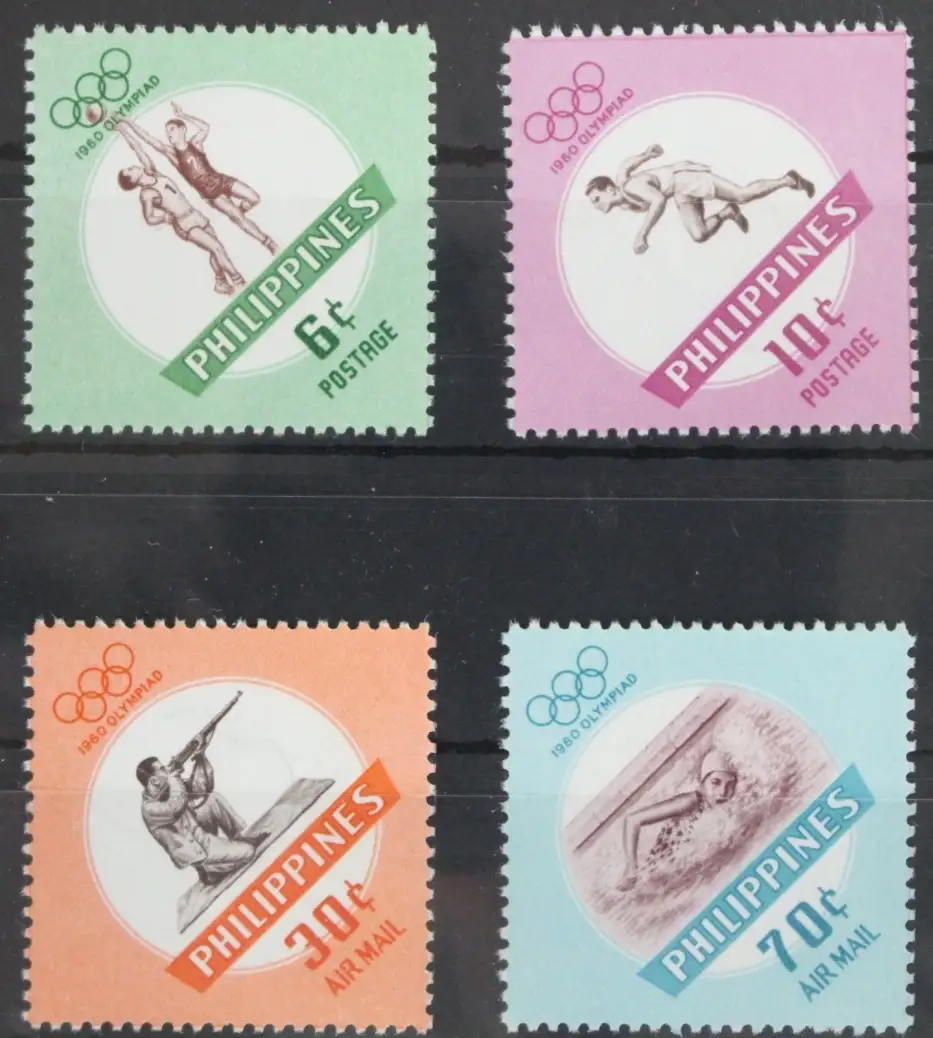 1960 OLYMPIAD
PHILIPPINES
6¢
POSTAGE
1960 OLYMPIAD
PHILIPPINES
10¢
POSTAGE
1960 OLYMPIAD
PHILIPPINES
30¢
AIR MAIL
1960 OLYMPIAD
PHILIPPINES
70¢
AIR MAIL